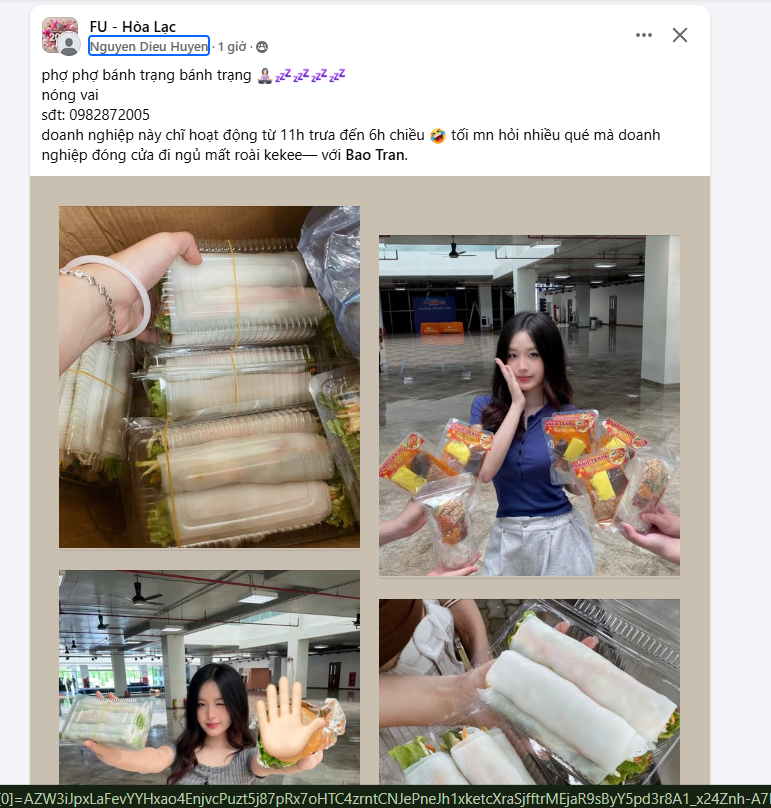 FU - Hòa Lạc
Nguyen Dieu Huyen · 1 giờ ·
phợ phợ bánh trạng bánh trạng 🧘🏻‍♀️💤💤💤💤
nóng vai
sđt: 0982872005
doanh nghiệp này chĩ hoạt động từ 11h trưa đến 6h chiều 🤣 tối mn hỏi nhiều qué mà doanh
nghiệp đóng cửa đi ngủ mất roài kekee— với Bao Tran.
[0]=AZW3iJpxLaFevYYHxao4EnjvcPuzt5j87pRx7oHTC4zrntCNJePneJh1xketcXraSjfftrMEjaR9sByY5pd3r8A1_x24Znh-A7